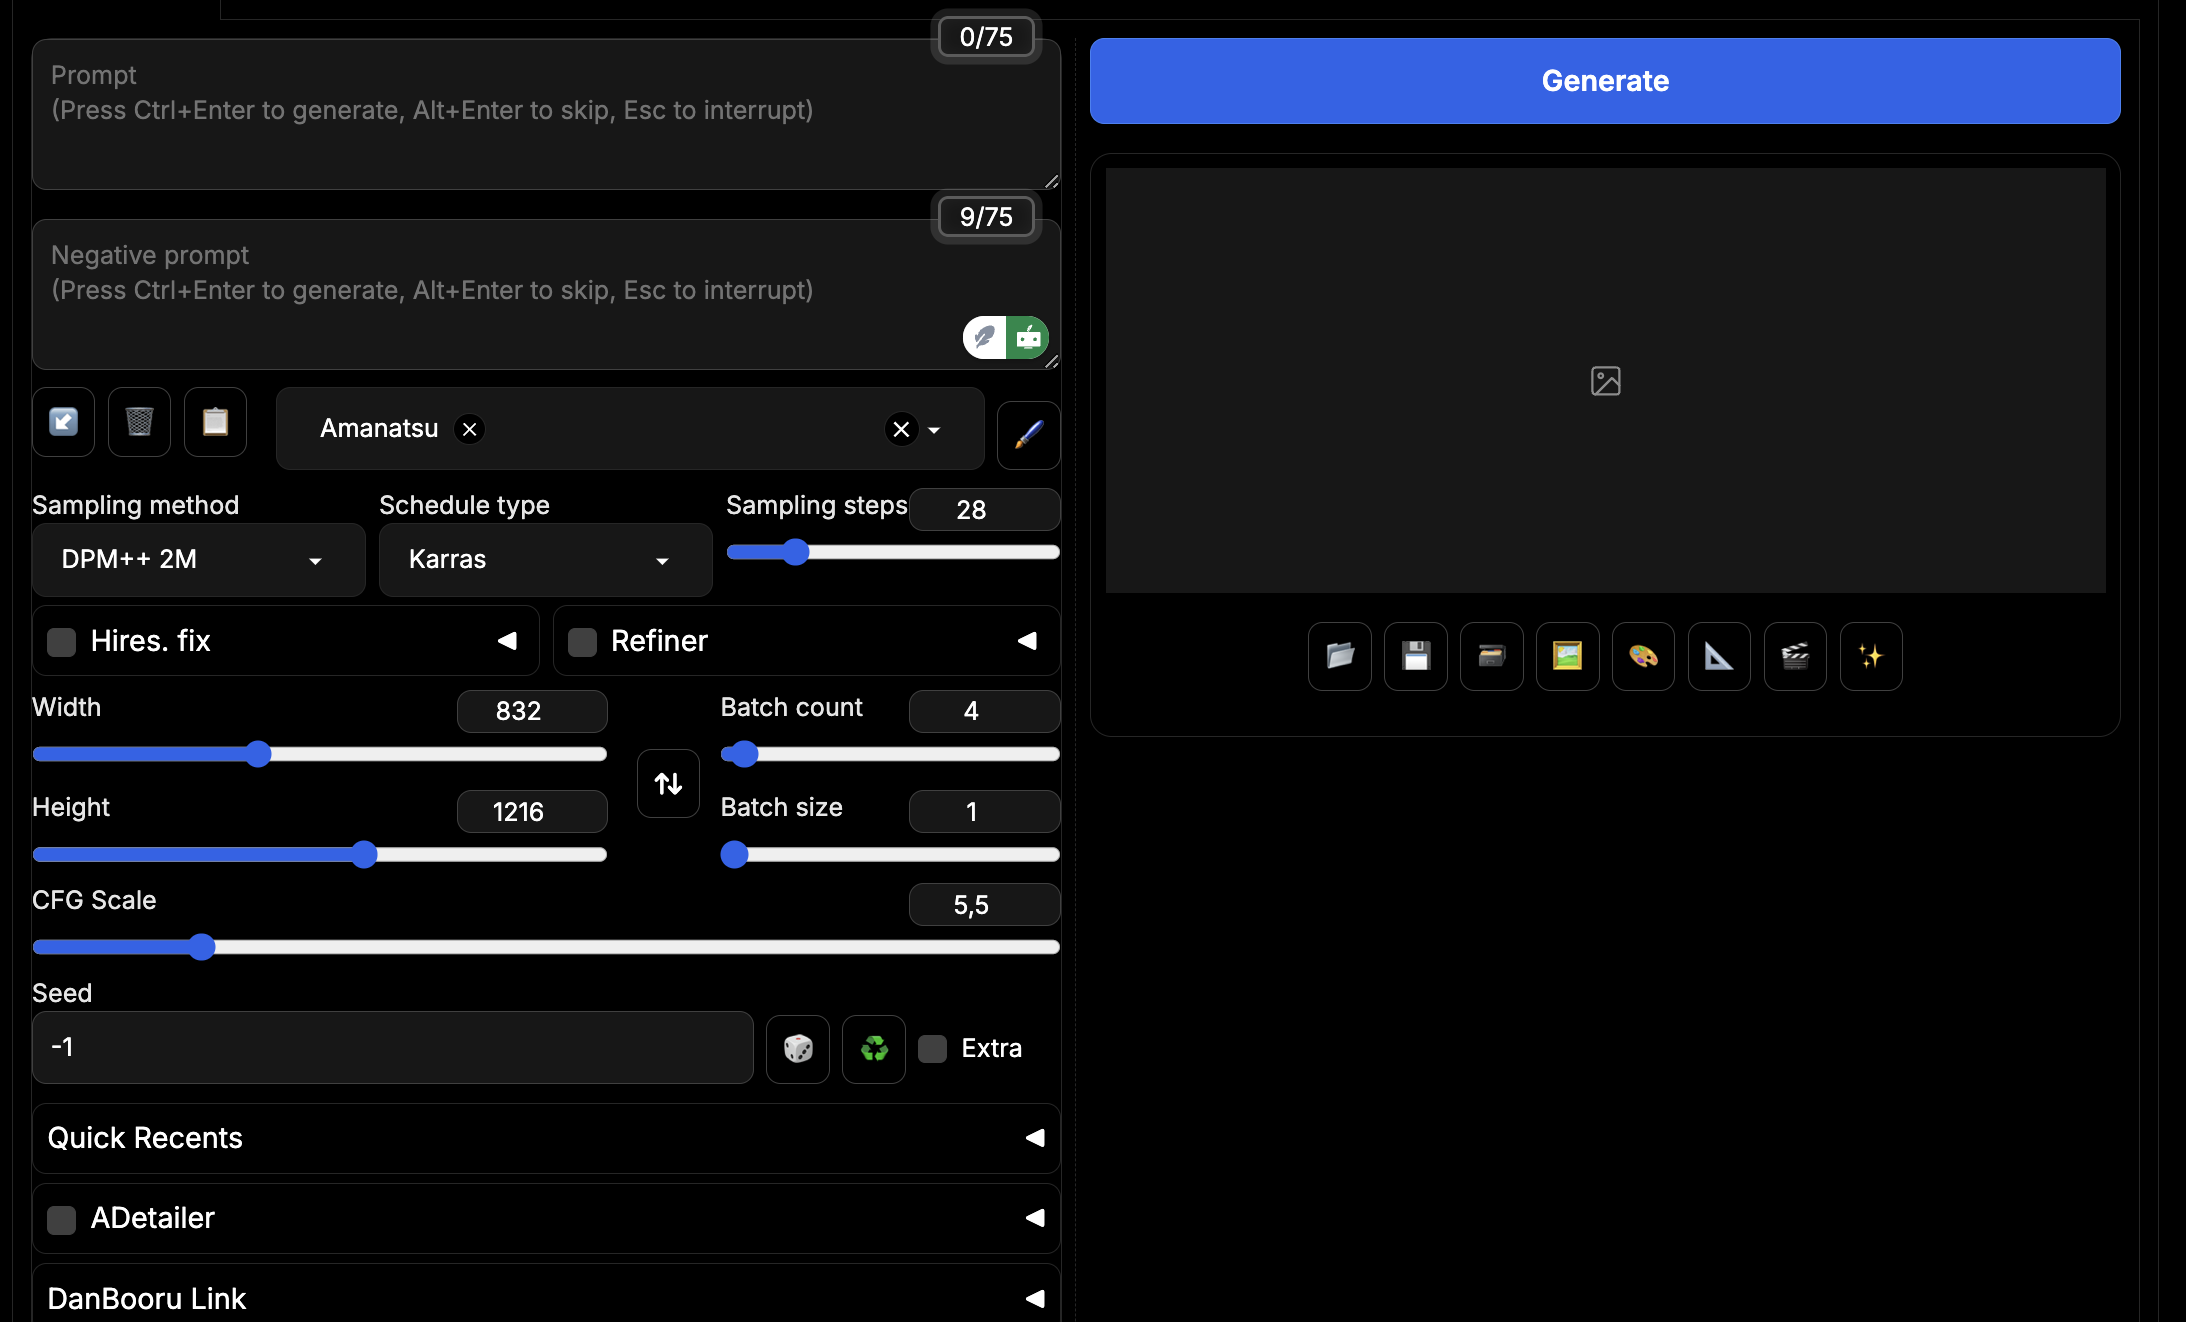 0/75
Prompt
(Press Ctrl+Enter to generate, Alt+Enter to skip, Esc to interrupt)
Generate
9/75
Negative prompt
(Press Ctrl+Enter to generate, Alt+Enter to skip, Esc to interrupt)
Amanatsu
Sampling method
Schedule type
Sampling steps
28
DPM++ 2M
Karras
Hires. fix
Refiner
Width
832
Batch count
4
Height
1216
Batch size
1
CFG Scale
5,5
Seed
-1
Extra
Quick Recents
ADetailer
DanBooru Link